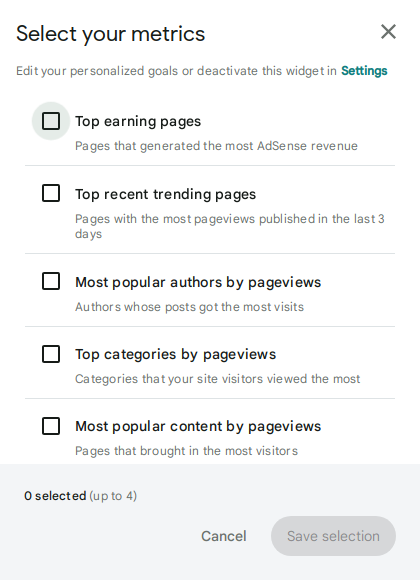 Select your metrics
Edit your personalized goals or deactivate this widget in Settings
Top earning pages
Pages that generated the most AdSense revenue
Top recent trending pages
Pages with the most pageviews published in the last 3
days
Most popular authors by pageviews
Authors whose posts got the most visits
Top categories by pageviews
Categories that your site visitors viewed the most
Most popular content by pageviews
Pages that brought in the most visitors
0 selected (up to 4)
Cancel
Save selection